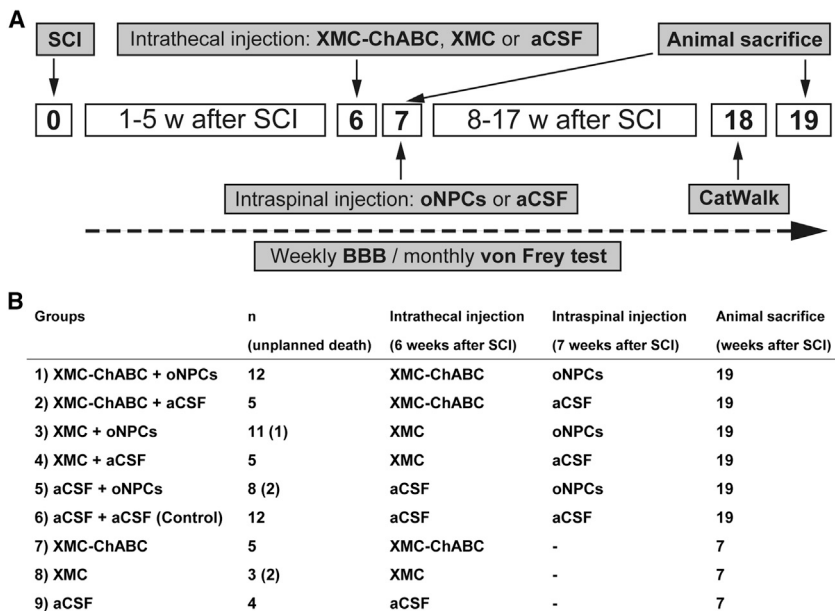 A
SCI
Intrathecal injection: XMC-ChABC, XMC or aCSF
Animal sacrifice
0 1-5 w after SCI 6 7 8-17 w after SCI 18 19
Intraspinal injection: oNPCs or aCSF
CatWalk
Weekly BBB / monthly von Frey test
B
Groups n Intrathecal injection Intraspinal injection Animal sacrifice
(unplanned death) (6 weeks after SCI) (7 weeks after SCI) (weeks after SCI)
1) XMC-ChABC + oNPCs 12 XMC-ChABC oNPCs 19
2) XMC-ChABC + aCSF 5 XMC-ChABC aCSF 19
3) XMC + oNPCs 11 (1) XMC oNPCs 19
4) XMC + aCSF 5 XMC aCSF 19
5) aCSF + oNPCs 8 (2) aCSF oNPCs 19
6) aCSF + aCSF (Control) 12 aCSF aCSF 19
7) XMC-ChABC 5 XMC-ChABC - 7
8) XMC 3 (2) XMC - 7
9) aCSF 4 aCSF - 7